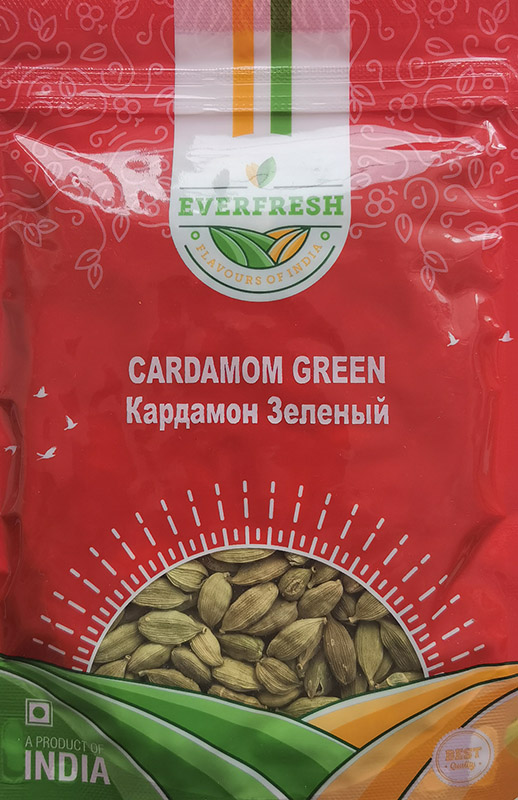 EVERFRESH
FLAVOURS OF INDIA
CARDAMOM GREEN
Кардамон Зеленый
A PRODUCT OF
INDIA
BEST
Quality